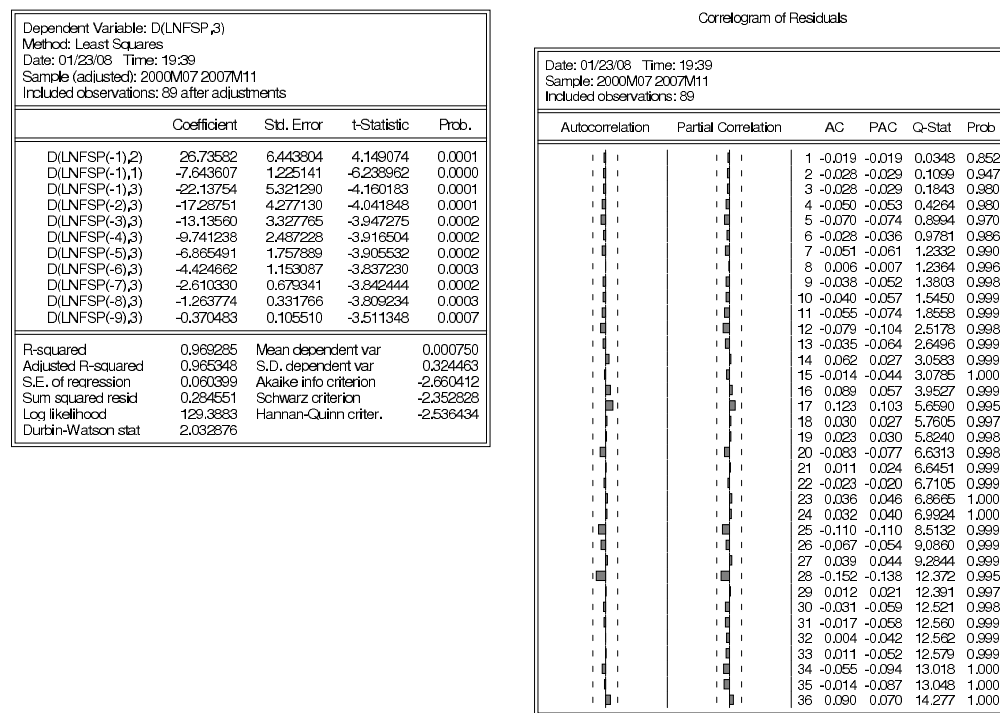 Dependent Variable: D(LNFSP,3)
Method: Least Squares
Date: 01/23/08 Time: 19:39
Sample (adjusted): 2000M07 2007M11
Included observations: 89 after adjustments
Coefficient Std. Error t-Statistic Prob.
D(LNFSP(-1),2) 26.73582 6.443804 4.149074 0.0001
D(LNFSP(-1),1) -7.643607 1.225141 -6.238962 0.0000
D(LNFSP(-1),3) -22.13754 5.321290 -4.160183 0.0001
D(LNFSP(-2),3) -17.28751 4.277130 -4.041848 0.0001
D(LNFSP(-3),3) -13.13560 3.327765 -3.947275 0.0002
D(LNFSP(-4),3) -9.741238 2.487228 -3.916504 0.0002
D(LNFSP(-5),3) -6.865491 1.757889 -3.905532 0.0002
D(LNFSP(-6),3) -4.424662 1.153087 -3.837230 0.0003
D(LNFSP(-7),3) -2.610330 0.679341 -3.842444 0.0002
D(LNFSP(-8),3) -1.263774 0.331766 -3.809234 0.0003
D(LNFSP(-9),3) -0.370483 0.105510 -3.511348 0.0007
R-squared 0.969285 Mean dependent var 0.000750
Adjusted R-squared 0.965348 S.D. dependent var 0.324463
S.E. of regression 0.060399 Akaike info criterion -2.660412
Sum squared resid 0.284551 Schwarz criterion -2.352828
Log likelihood 129.3883 Hannan-Quinn criter. -2.536434
Durbin-Watson stat 2.032876
Correlogram of Residuals
Date: 01/23/08 Time: 19:39
Sample: 2000M07 2007M11
Included observations: 89
Autocorrelation Partial Correlation AC PAC Q-Stat Prob
1 -0.019 -0.019 0.0348 0.852
2 -0.028 -0.029 0.1099 0.947
3 -0.028 -0.029 0.1843 0.980
4 -0.050 -0.053 0.4264 0.980
5 -0.070 -0.074 0.8994 0.970
6 -0.028 -0.036 0.9781 0.986
7 -0.051 -0.061 1.2332 0.990
8 0.006 -0.007 1.2364 0.996
9 -0.038 -0.052 1.3803 0.998
10 -0.040 -0.057 1.5450 0.999
11 -0.055 -0.074 1.8558 0.999
12 -0.079 -0.104 2.5178 0.998
13 -0.035 -0.064 2.6496 0.999
14 0.062 0.027 3.0583 0.999
15 -0.014 -0.044 3.0785 1.000
16 0.089 0.057 3.9527 0.999
17 0.123 0.103 5.6590 0.995
18 0.030 0.027 5.7605 0.997
19 0.023 0.030 5.8240 0.998
20 -0.083 -0.077 6.6313 0.998
21 0.011 0.024 6.6451 0.999
22 -0.023 -0.020 6.7105 0.999
23 0.036 0.046 6.8665 1.000
24 0.032 0.040 6.9924 1.000
25 -0.110 -0.110 8.5132 0.999
26 -0.067 -0.054 9.0860 0.999
27 0.039 0.044 9.2844 0.999
28 -0.152 -0.138 12.372 0.995
29 0.012 0.021 12.391 0.997
30 -0.031 -0.059 12.521 0.998
31 -0.017 -0.058 12.560 0.999
32 0.004 -0.042 12.562 0.999
33 0.011 -0.052 12.579 0.999
34 -0.055 -0.094 13.018 1.000
35 -0.014 -0.087 13.048 1.000
36 0.090 0.070 14.277 1.000